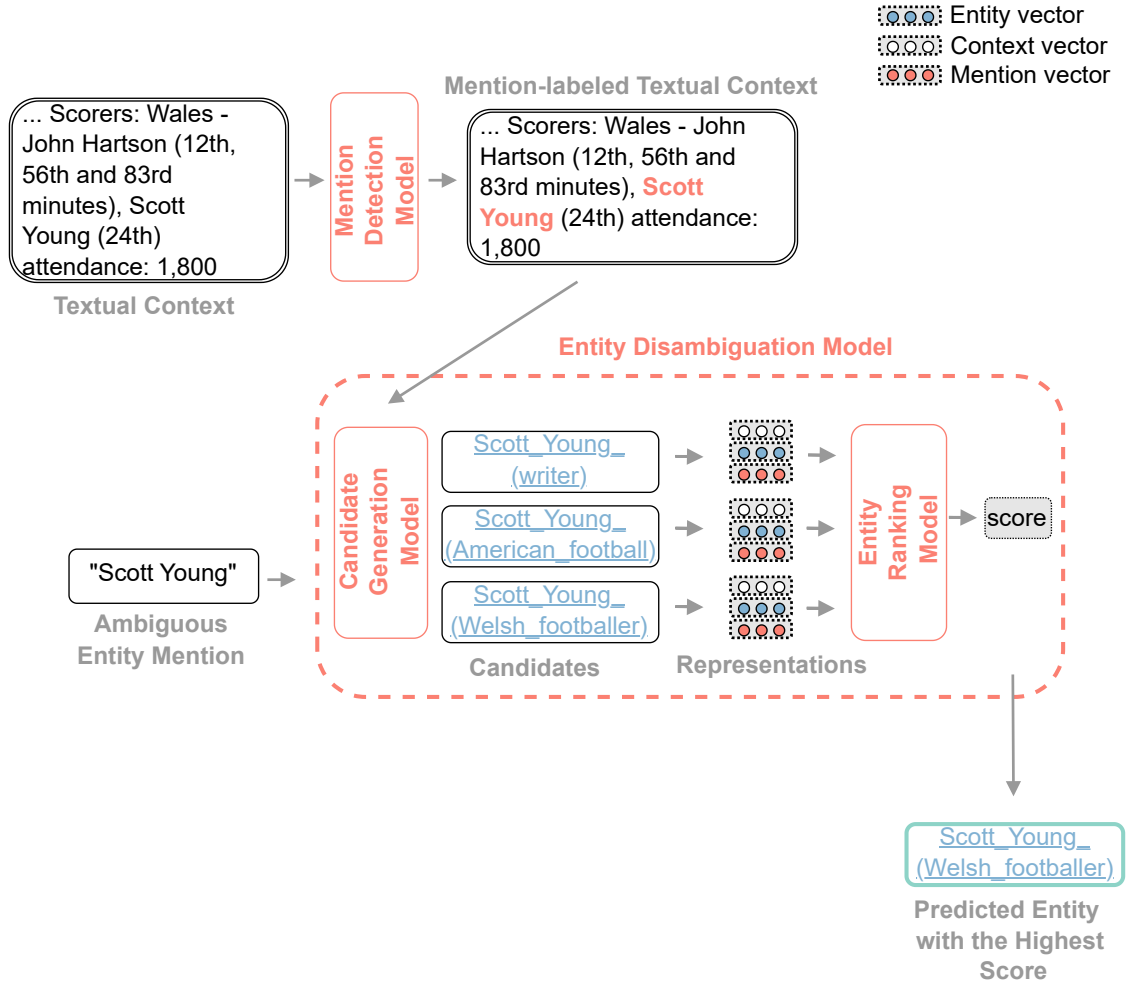 Entity vector
Context vector
Mention vector
Mention-labeled Textual Context
... Scorers: Wales -
John Hartson (12th,
56th and 83rd
minutes), Scott
Young (24th)
attendance: 1,800
Textual Context
Mention
Detection
Model
... Scorers: Wales - John
Hartson (12th, 56th and
83rd minutes), Scott
Young (24th) attendance:
1,800
Entity Disambiguation Model
"Scott Young"
Ambiguous
Entity Mention
Candidate
Generation
Model
Scott_Young_
(writer)
Scott_Young_
(American_football)
Scott_Young_
(Welsh_footballer)
Candidates
Representations
Entity
Ranking
Model
score
Scott_Young_
(Welsh_footballer)
Predicted Entity
with the Highest
Score